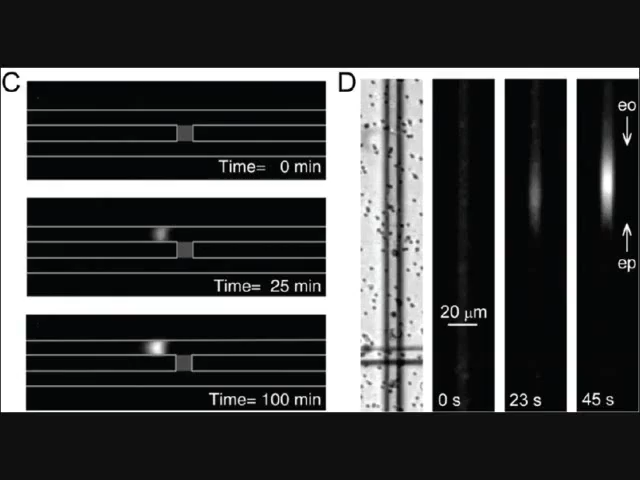 C
Time= 0 min
Time= 25 min
Time= 100 min
D
eo
ep
20 μm
0 s
23 s
45 s